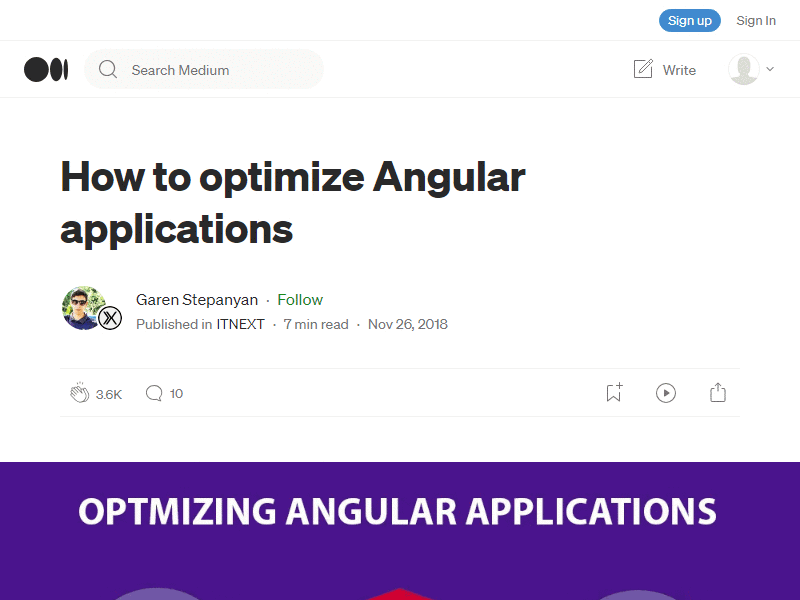 Sign up Sign In
Search Medium Write
How to optimize Angular
applications
Garen Stepanyan · Follow
Published in ITNEXT · 7 min read · Nov 26, 2018
3.6K 10
OPTMIZING ANGULAR APPLICATIONS